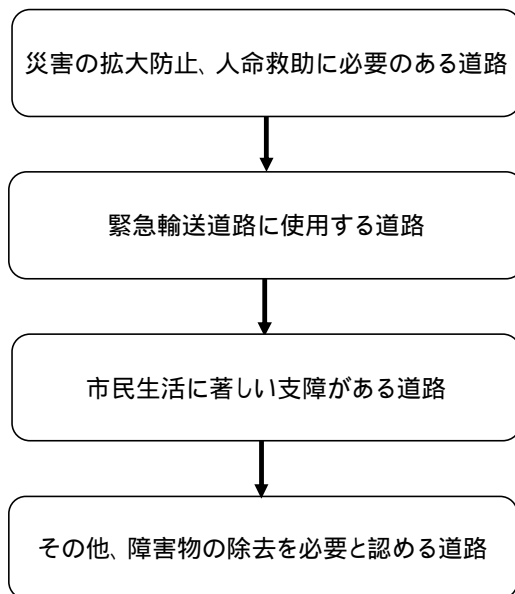 災害の拡大防止、人命救助に必要のある道路
緊急輸送道路に使用する道路
市民生活に著しい支障がある道路
その他、障害物の除去を必要と認める道路